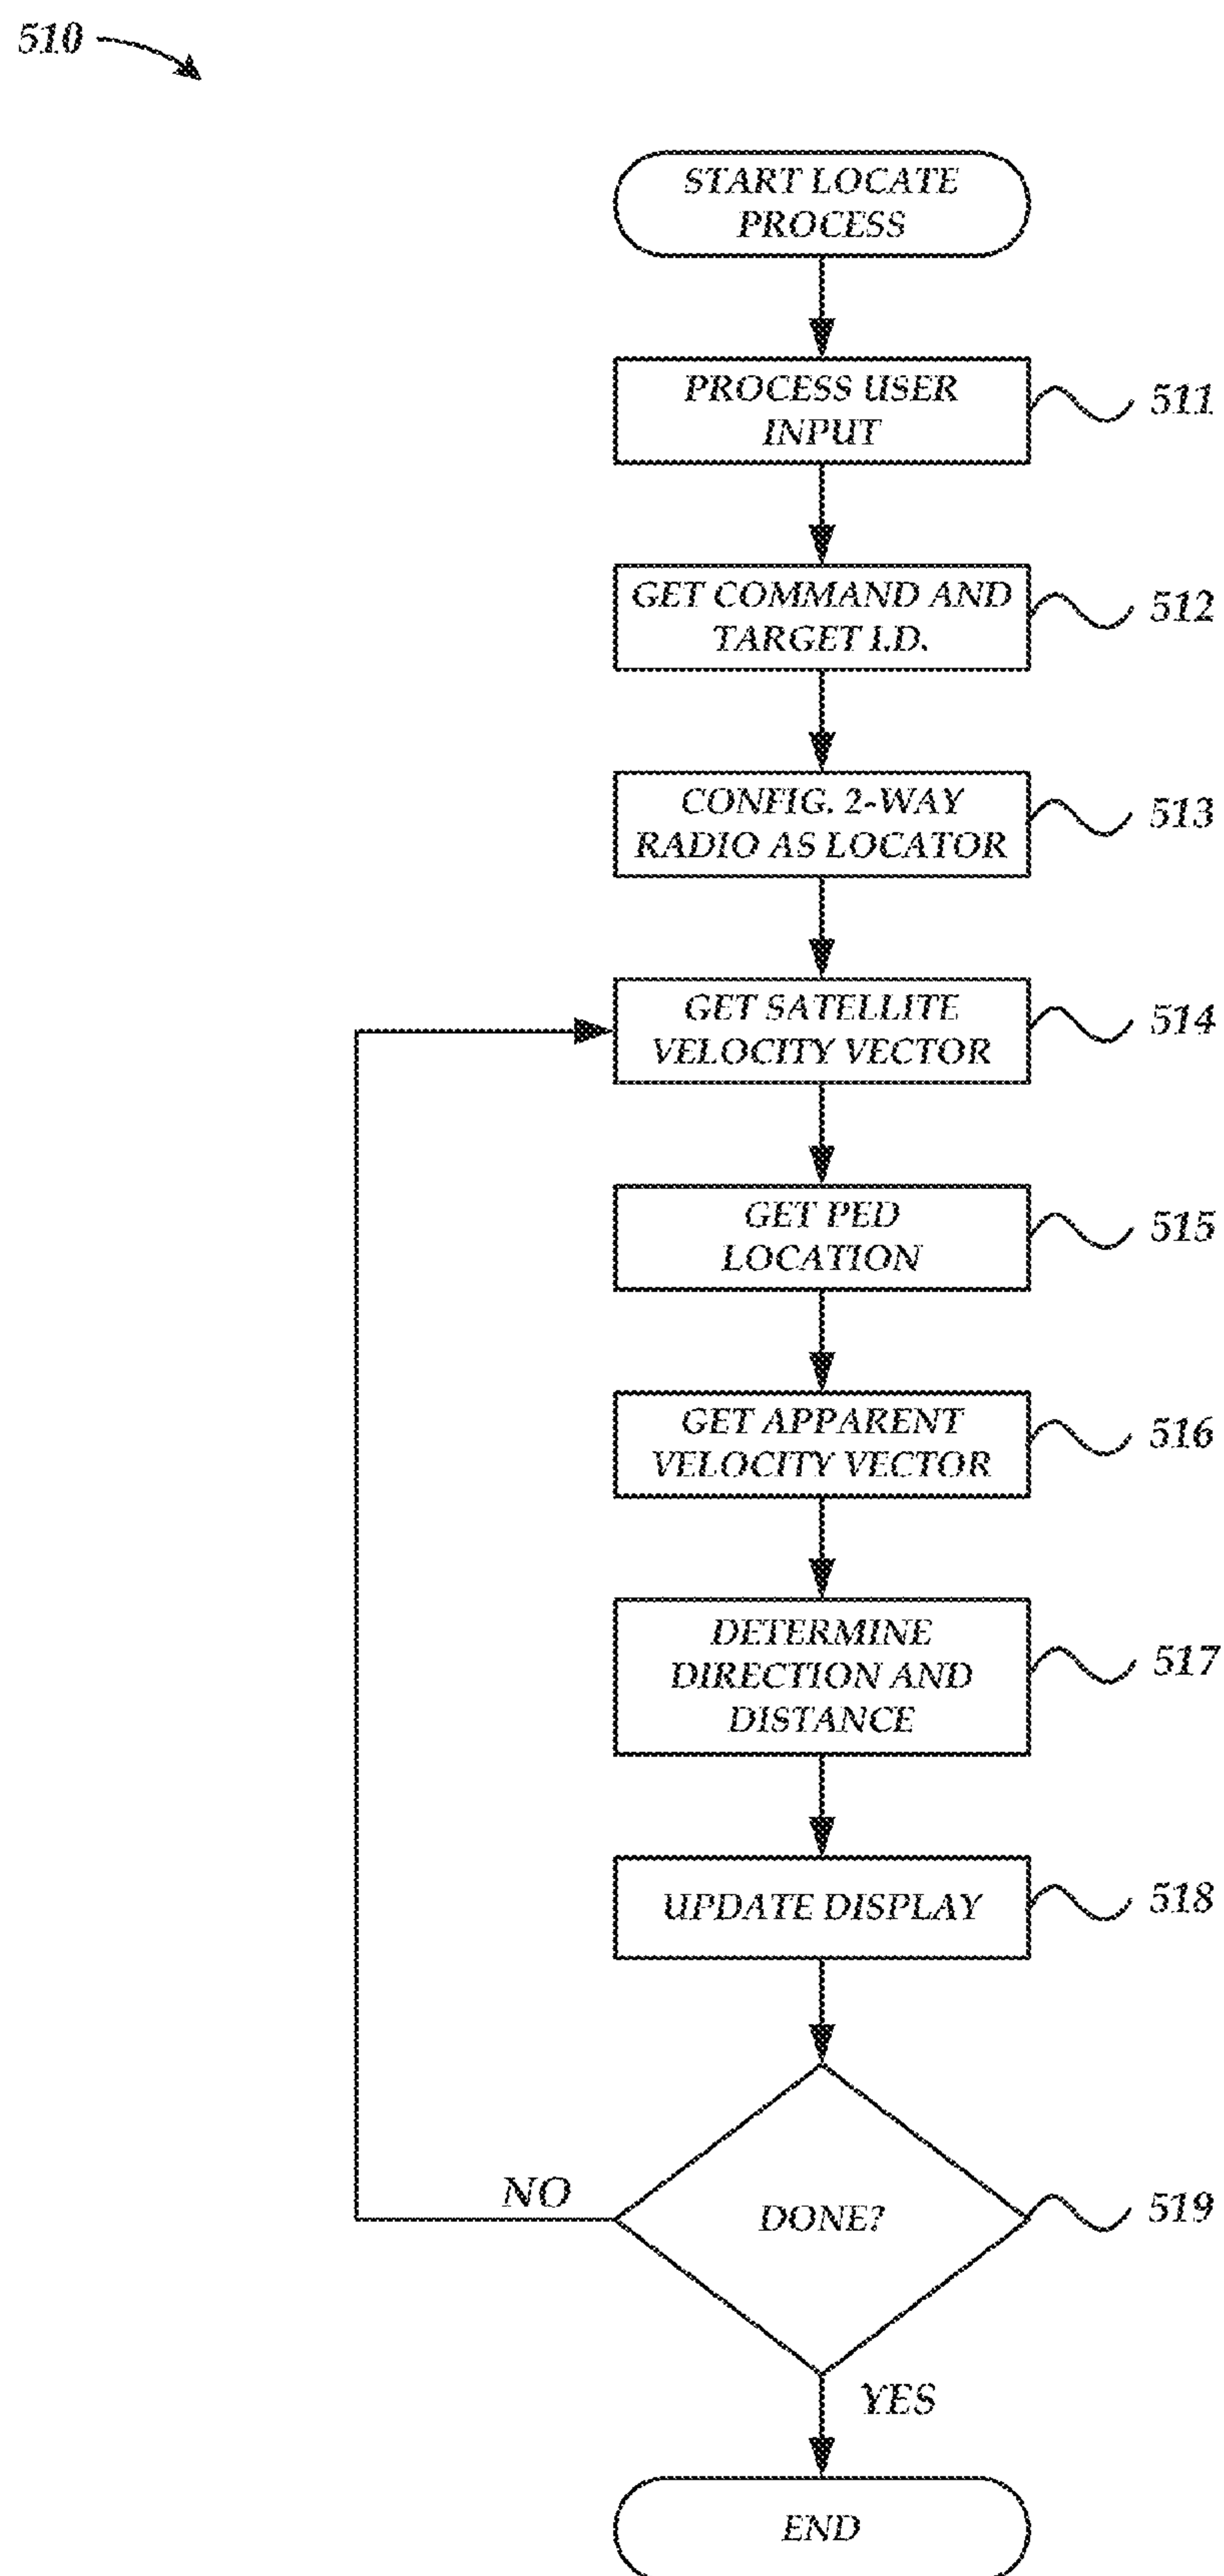 510
START LOCATE
PROCESS
PROCESS USER
INPUT
511
GET COMMAND AND
TARGET I.D.
512
CONFIG. 2-WAY
RADIO AS LOCATOR
513
GET SATELLITE
VELOCITY VECTOR
514
GET PED
LOCATION
515
GET APPARENT
VELOCITY VECTOR
516
DETERMINE
DIRECTION AND
DISTANCE
517
UPDATE DISPLAY
518
NO
DONE?
519
YES
END